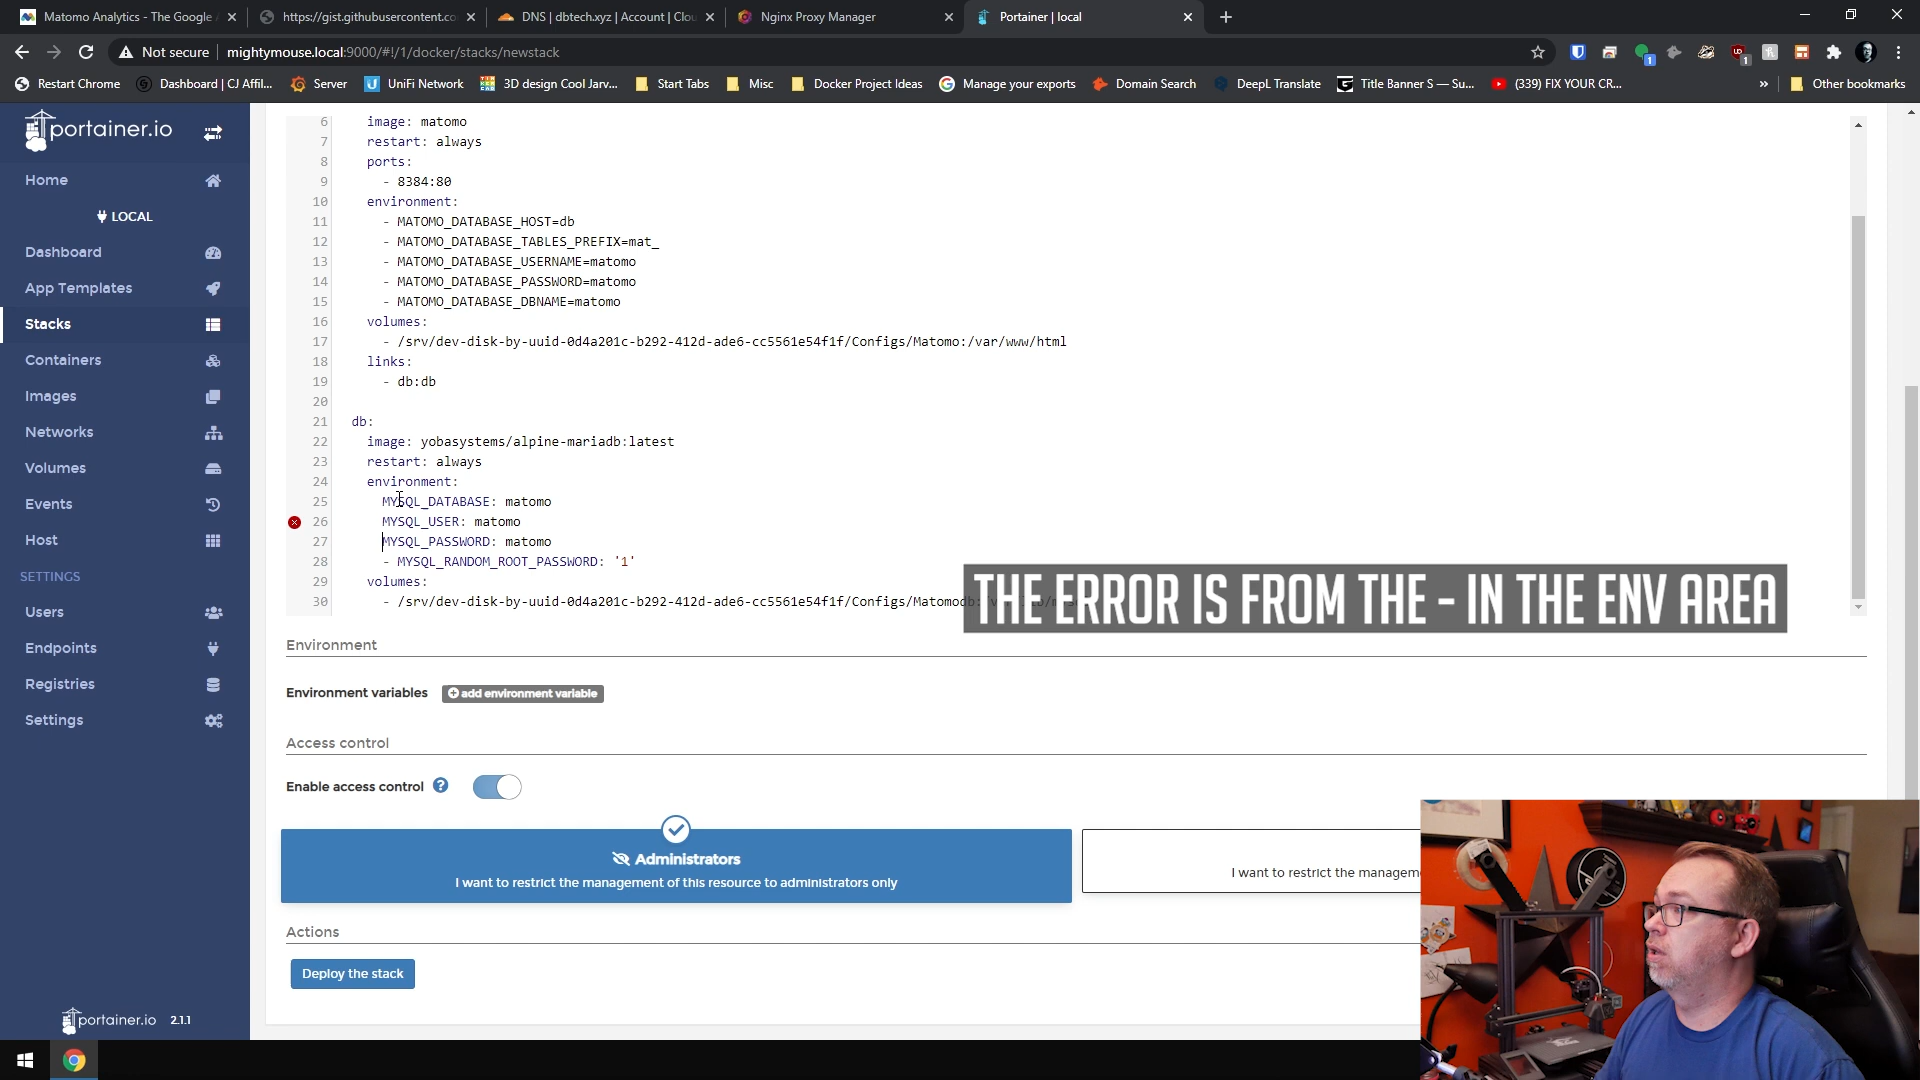 Matomo Analytics - The Google
https://gist.githubusercontent.co
DNS | dbtech.xyz | Account | Clou
Nginx Proxy Manager
Portainer | local
Not secure
mightymouse.local:9000/#!/1/docker/stacks/newstack
Restart Chrome
Dashboard | CJ Affil...
Server
UniFi Network
3D design Cool Jarv...
Start Tabs
Misc
Docker Project Ideas
Manage your exports
Domain Search
DeepL Translate
Title Banner S — Su...
(339) FIX YOUR CR...
»
Other bookmarks
portainer.io
Home
LOCAL
Dashboard
App Templates
Stacks
Containers
Images
Networks
Volumes
Events
Host
SETTINGS
Users
Endpoints
Registries
Settings
portainer.io 2.1.1
6 image: matomo
7 restart: always
8 ports:
9 - 8384:80
10 environment:
11 - MATOMO_DATABASE_HOST=db
12 - MATOMO_DATABASE_TABLES_PREFIX=mat_
13 - MATOMO_DATABASE_USERNAME=matomo
14 - MATOMO_DATABASE_PASSWORD=matomo
15 - MATOMO_DATABASE_DBNAME=matomo
16 volumes:
17 - /srv/dev-disk-by-uuid-0d4a201c-b292-412d-ade6-cc5561e54f1f/Configs/Matomo:/var/www/html
18 links:
19 - db:db
20
21 db:
22 image: yobasystems/alpine-mariadb:latest
23 restart: always
24 environment:
25 MYSQL_DATABASE: matomo
26 MYSQL_USER: matomo
27 MYSQL_PASSWORD: matomo
28 - MYSQL_RANDOM_ROOT_PASSWORD: '1'
29 volumes:
30 - /srv/dev-disk-by-uuid-0d4a201c-b292-412d-ade6-cc5561e54f1f/Configs/Matomodb
THE ERROR IS FROM THE - IN THE ENV AREA
Environment
Environment variables
add environment variable
Access control
Enable access control
Administrators
I want to restrict the management of this resource to administrators only
I want to restrict the managem
Actions
Deploy the stack